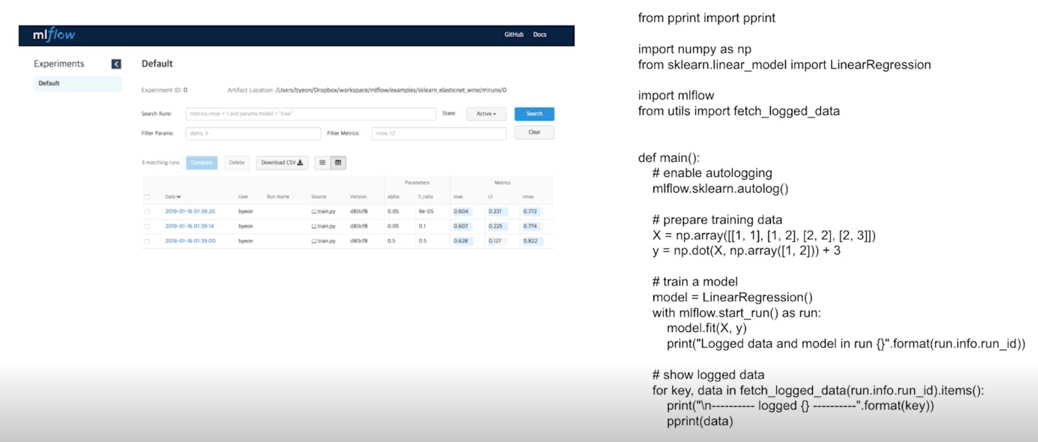 mlflow
GitHub Docs
Experiments
Default
Default
Experiment ID: 0 Artifact Location: /Users/byeon/Dropbox/workspace/mlflow/examples/sklearn_elasticnet_wine/mlruns/0
Search Runs: metrics.rmse < 1 and params.model = "tree" State: Active Search
Filter Params: alpha, lr Filter Metrics: rmse, r2 Clear
3 matching runs Compare Delete Download CSV
Parameters Metrics
Date User Run Name Source Version alpha l1_ratio mae r2 rmse
2019-01-16 01:39:20 byeon train.py d80cf8 0.05 9e-05 0.604 0.231 0.772
2019-01-16 01:39:14 byeon train.py d80cf8 0.05 0.1 0.607 0.225 0.774
2019-01-16 01:39:00 byeon train.py d80cf8 0.5 0.5 0.628 0.127 0.822
from pprint import pprint
import numpy as np
from sklearn.linear_model import LinearRegression
import mlflow
from utils import fetch_logged_data
def main():
# enable autologging
mlflow.sklearn.autolog()
# prepare training data
X = np.array([[1, 1], [1, 2], [2, 2], [2, 3]])
y = np.dot(X, np.array([1, 2])) + 3
# train a model
model = LinearRegression()
with mlflow.start_run() as run:
model.fit(X, y)
print("Logged data and model in run {}".format(run.info.run_id))
# show logged data
for key, data in fetch_logged_data(run.info.run_id).items():
print("\n---------- logged {} ----------".format(key))
pprint(data)